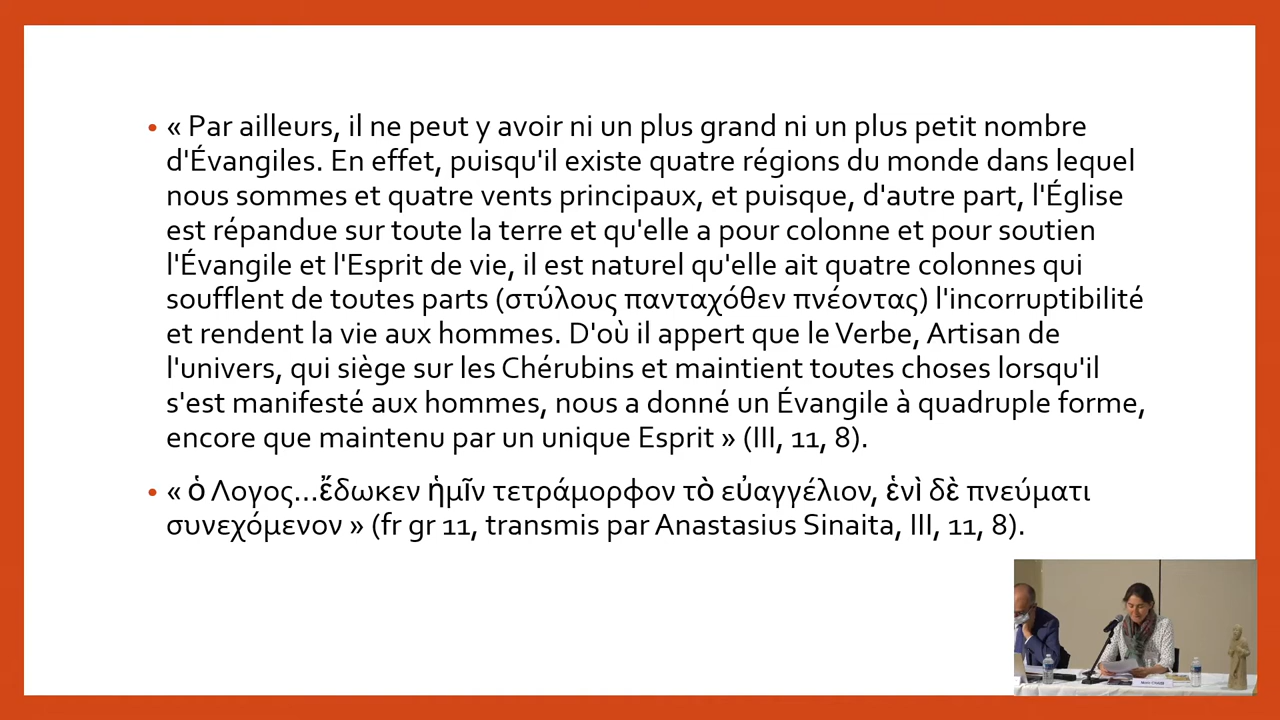 • « Par ailleurs, il ne peut y avoir ni un plus grand ni un plus petit nombre
d'Évangiles. En effet, puisqu'il existe quatre régions du monde dans lequel
nous sommes et quatre vents principaux, et puisque, d'autre part, l'Église
est répandue sur toute la terre et qu'elle a pour colonne et pour soutien
l'Évangile et l'Esprit de vie, il est naturel qu'elle ait quatre colonnes qui
soufflent de toutes parts (στύλους πανταχόθεν πνέοντας) l'incorruptibilité
et rendent la vie aux hommes. D'où il appert que le Verbe, Artisan de
l'univers, qui siège sur les Chérubins et maintient toutes choses lorsqu'il
s'est manifesté aux hommes, nous a donné un Évangile à quadruple forme,
encore que maintenu par un unique Esprit » (III, 11, 8).
• « ὁ Λογος...ἔδωκεν ἡμῖν τετράμορφον τὸ εὐαγγέλιον, ἑνὶ δὲ πνεύματι
συνεχόμενον » (fr gr 11, transmis par Anastasius Sinaita, III, 11, 8).